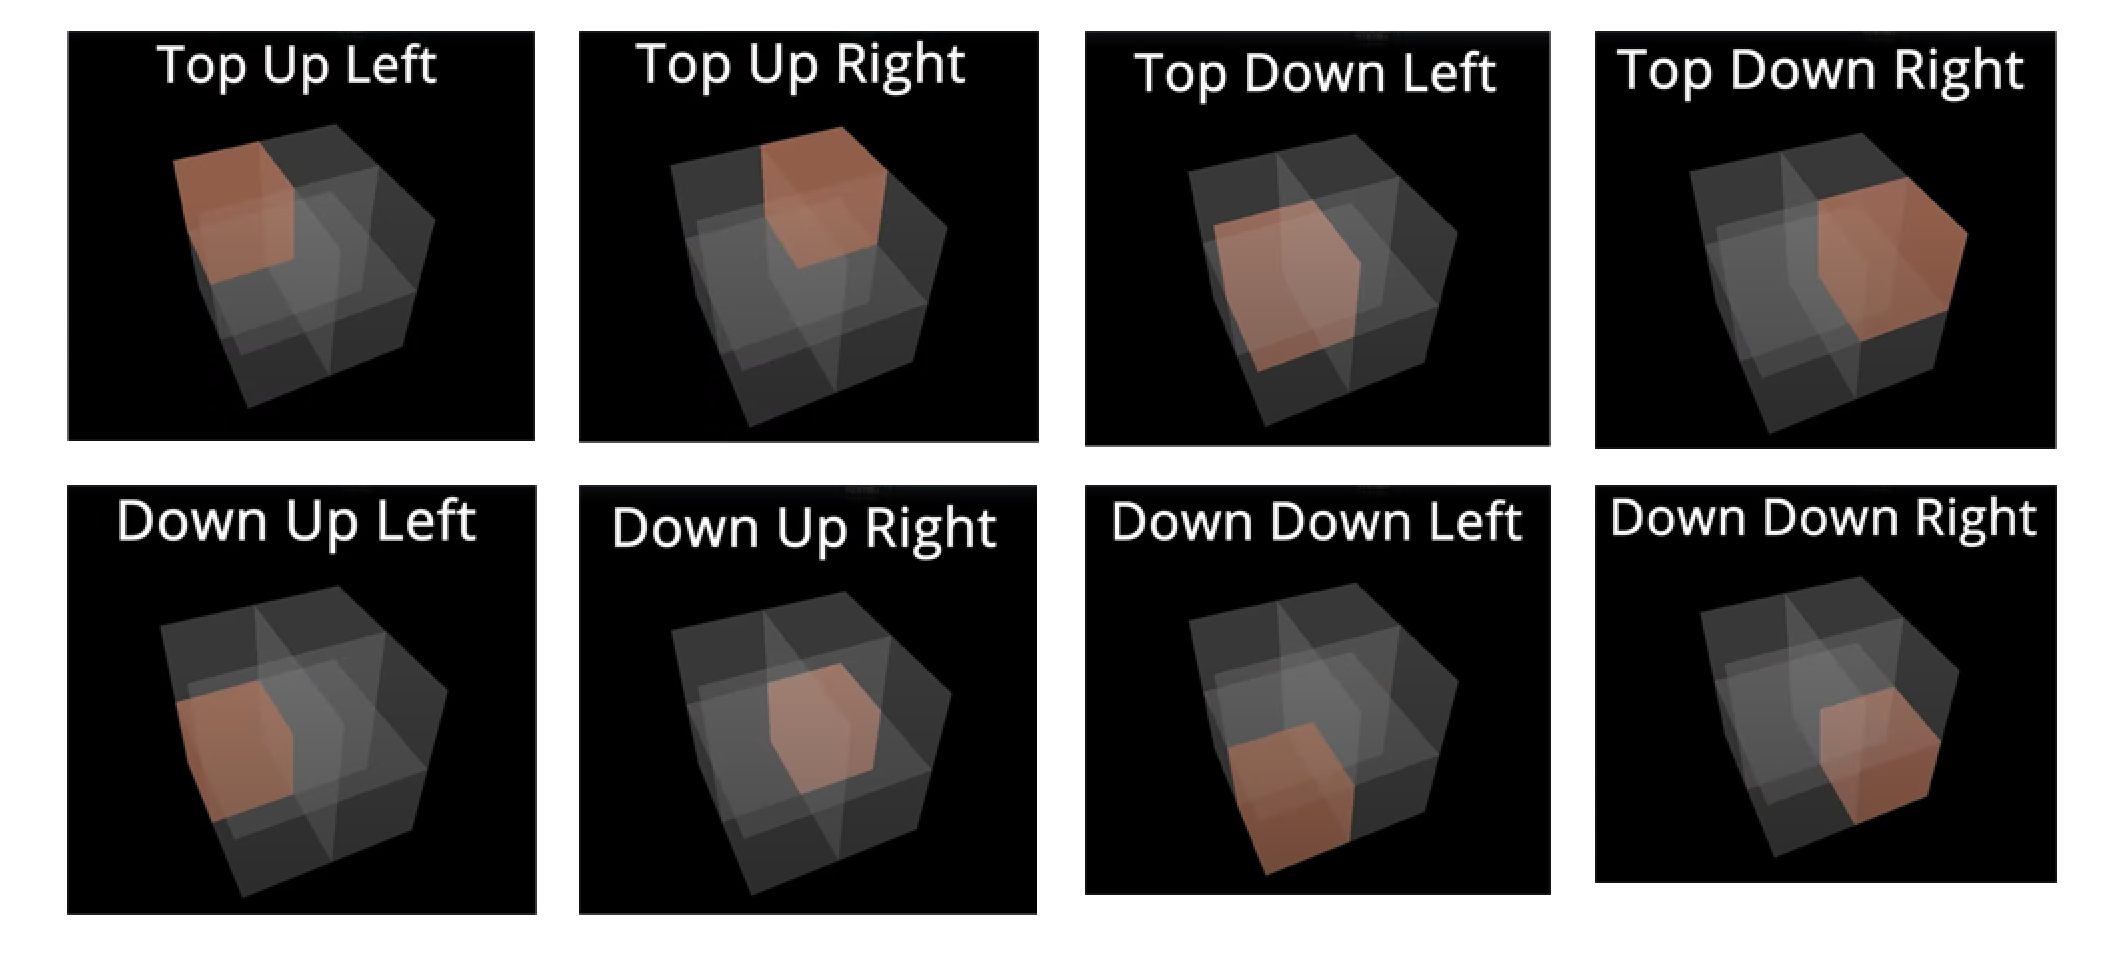 Top Up Left
Top Up Right
Top Down Left
Top Down Right
Down Up Left
Down Up Right
Down Down Left
Down Down Right